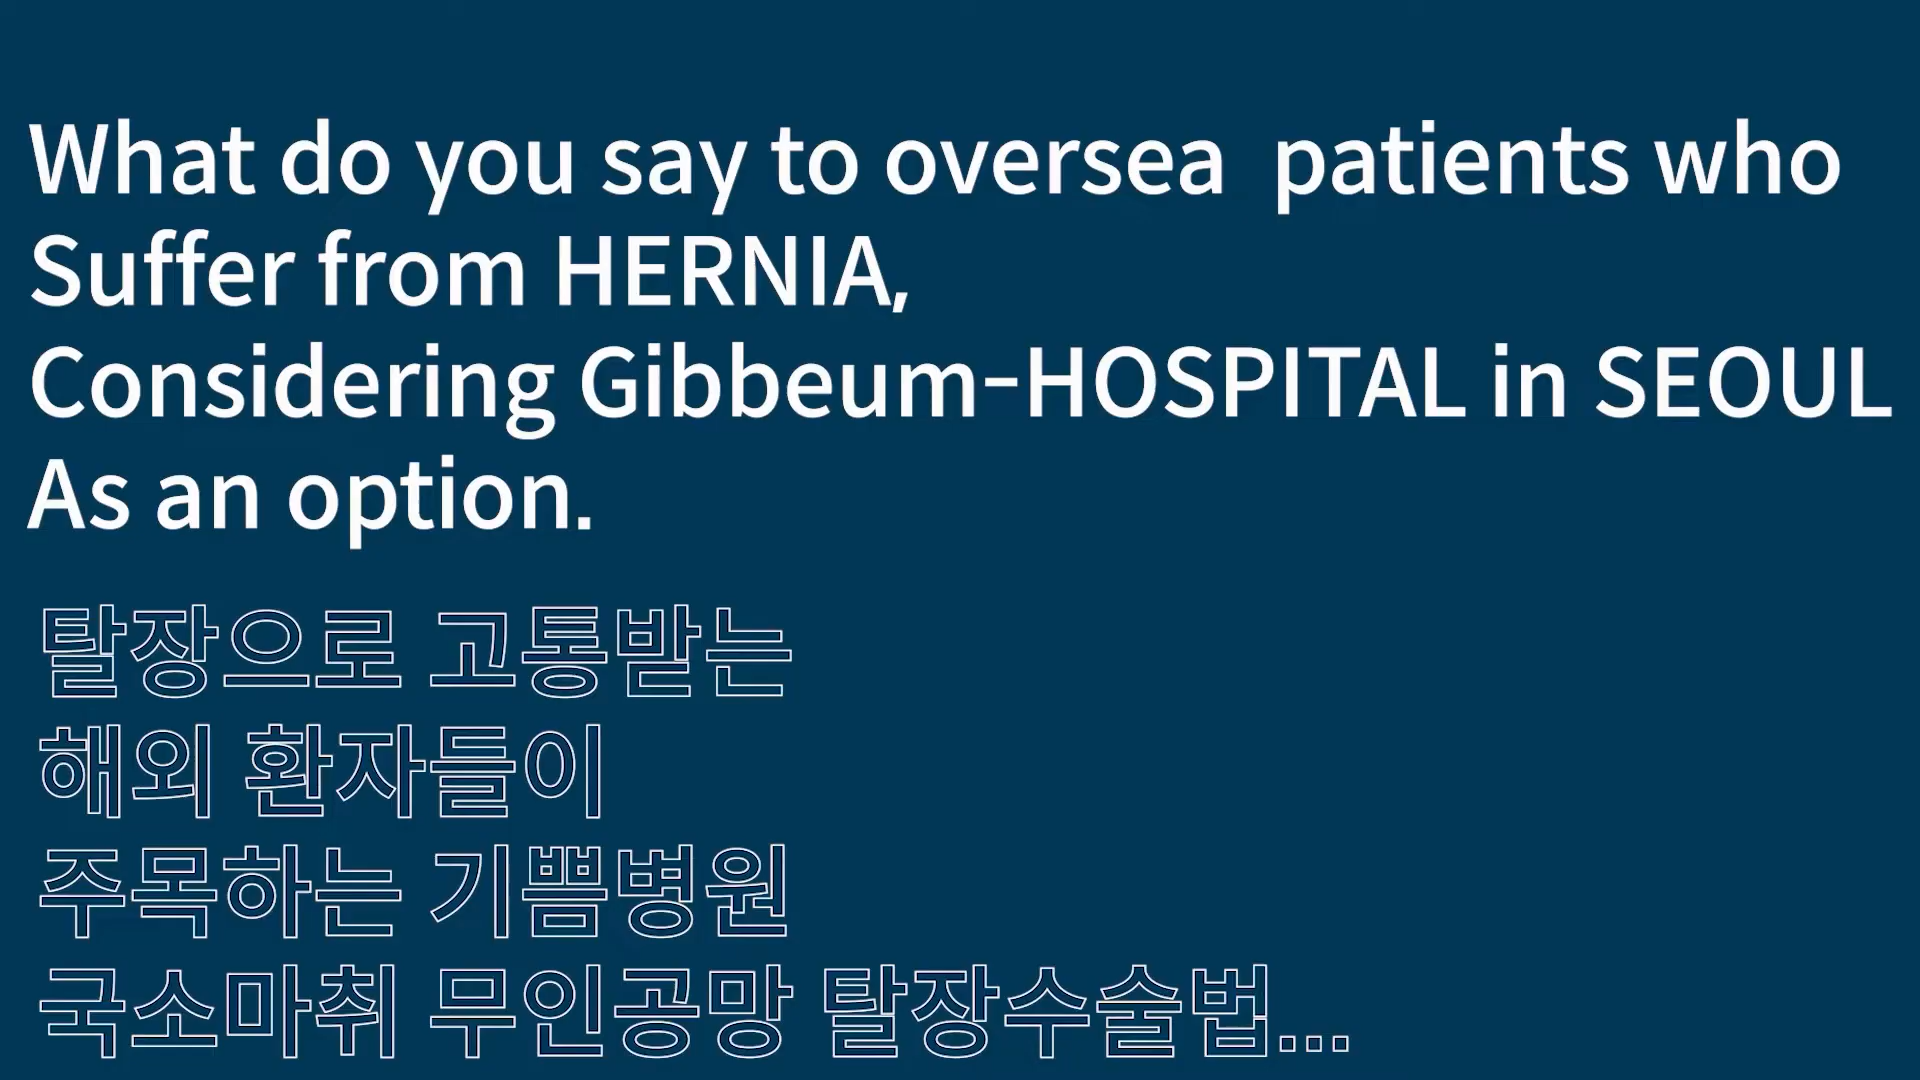 What do you say to oversea  patients who
Suffer from HERNIA,
Considering Gibbeum-HOSPITAL in SEOUL
As an option.
탈장으로 고통받는
해외 환자들이
주목하는 기쁨병원
국소마취 무인공망 탈장수술법...